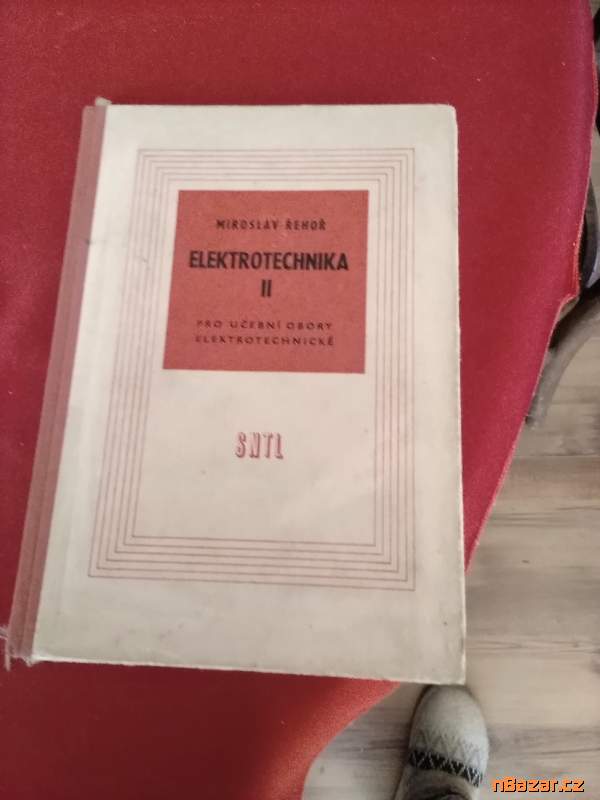 MIROSLAV ŘEHOŘ
ELEKTROTECHNIKA
II
PRO UČEBNÍ OBORY
ELEKTROTECHNICKÉ
SNTL
nBazar.cz